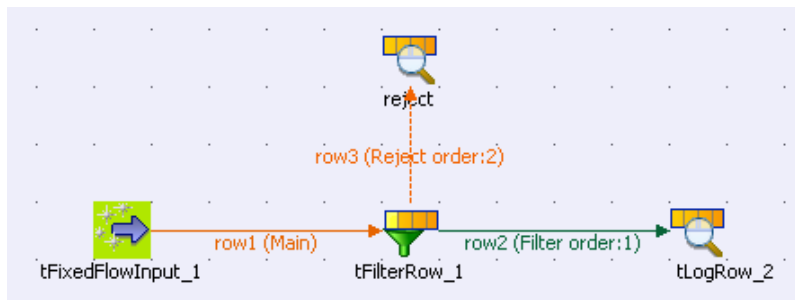 reject
row3 (Reject order:2)
row1 (Main)
row2 (Filter order:1)
tFixedFlowInput_1
tFilterRow_1
tLogRow_2